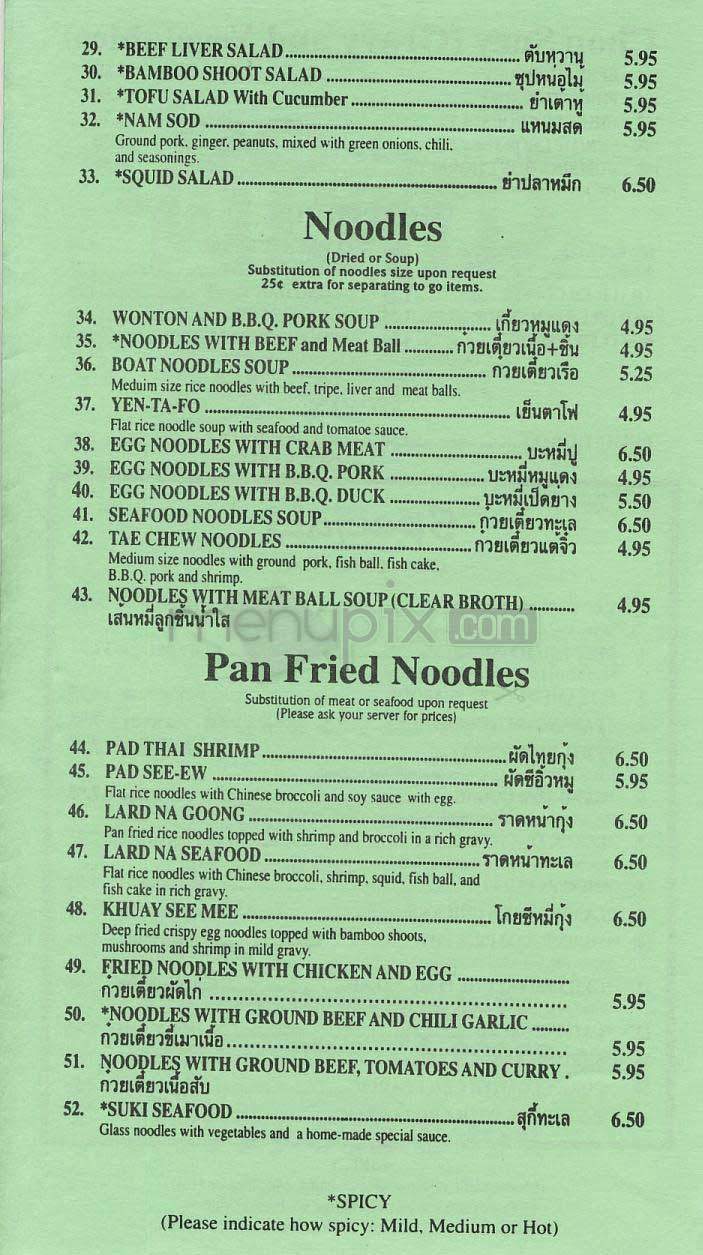 29. *BEEF LIVER SALAD ........ ตับหวาน 5.95
30. *BAMBOO SHOOT SALAD ........ ซุปหน่อไม้ 5.95
31. *TOFU SALAD With Cucumber ........ ยำเต้าหู้ 5.95
32. *NAM SOD ........ แหนมสด 5.95
Ground pork, ginger, peanuts, mixed with green onions, chili,
and seasonings.
33. *SQUID SALAD ........ ยำปลาหมึก 6.50
Noodles
(Dried or Soup)
Substitution of noodles size upon request
25¢ extra for separating to go items.
34. WONTON AND B.B.Q. PORK SOUP ........ เกี้ยวหมูแดง 4.95
35. *NOODLES WITH BEEF and Meat Ball ........ ก๋วยเตี๋ยวเนื้อ+ชิ้น 4.95
36. BOAT NOODLES SOUP ........ ก๋วยเตี๋ยวเรือ 5.25
Meduim size rice noodles with beef, tripe, liver and meat balls.
37. YEN-TA-FO ........ เย็นตาโฟ 4.95
Flat rice noodle soup with seafood and tomatoe sauce.
38. EGG NOODLES WITH CRAB MEAT ........ บะหมี่ปู 6.50
39. EGG NOODLES WITH B.B.Q. PORK ........ บะหมี่หมูแดง 4.95
40. EGG NOODLES WITH B.B.Q. DUCK ........ บะหมี่เป็ดย่าง 5.50
41. SEAFOOD NOODLES SOUP ........ ก๋วยเตี๋ยวทะเล 6.50
42. TAE CHEW NOODLES ........ ก๋วยเตี๋ยวแต้จิ๋ว 4.95
Medium size noodles with ground pork, fish ball, fish cake,
B.B.Q. pork and shrimp.
43. NOODLES WITH MEAT BALL SOUP (CLEAR BROTH) ........ 4.95
เส้นหมี่ลูกชิ้นน้ำใส
menupix.com
Pan Fried Noodles
Substitution of meat or seafood upon request
(Please ask your server for prices)
44. PAD THAI SHRIMP ........ ผัดไทยกุ้ง 6.50
45. PAD SEE-EW ........ ผัดซีอิ้วหมู 5.95
Flat rice noodles with Chinese broccoli and soy sauce with egg.
46. LARD NA GOONG ........ ราดหน้ากุ้ง 6.50
Pan fried rice noodles topped with shrimp and broccoli in a rich gravy.
47. LARD NA SEAFOOD ........ ราดหน้าทะเล 6.50
Flat rice noodles with Chinese broccoli, shrimp, squid, fish ball, and
fish cake in rich gravy.
48. KHUAY SEE MEE ........ โกยซีหมี่กุ้ง 6.50
Deep fried crispy egg noodles topped with bamboo shoots,
mushrooms and shrimp in mild gravy.
49. FRIED NOODLES WITH CHICKEN AND EGG ........
ก๋วยเตี๋ยวผัดไก่ ........ 5.95
50. *NOODLES WITH GROUND BEEF AND CHILI GARLIC ........
ก๋วยเตี๋ยวขี้เมาเนื้อ ........ 5.95
51. NOODLES WITH GROUND BEEF, TOMATOES AND CURRY . 5.95
ก๋วยเตี๋ยวเนื้อสับ
52. *SUKI SEAFOOD ........ สุกี้ทะเล 6.50
Glass noodles with vegetables and a home-made special sauce.
*SPICY
(Please indicate how spicy: Mild, Medium or Hot)